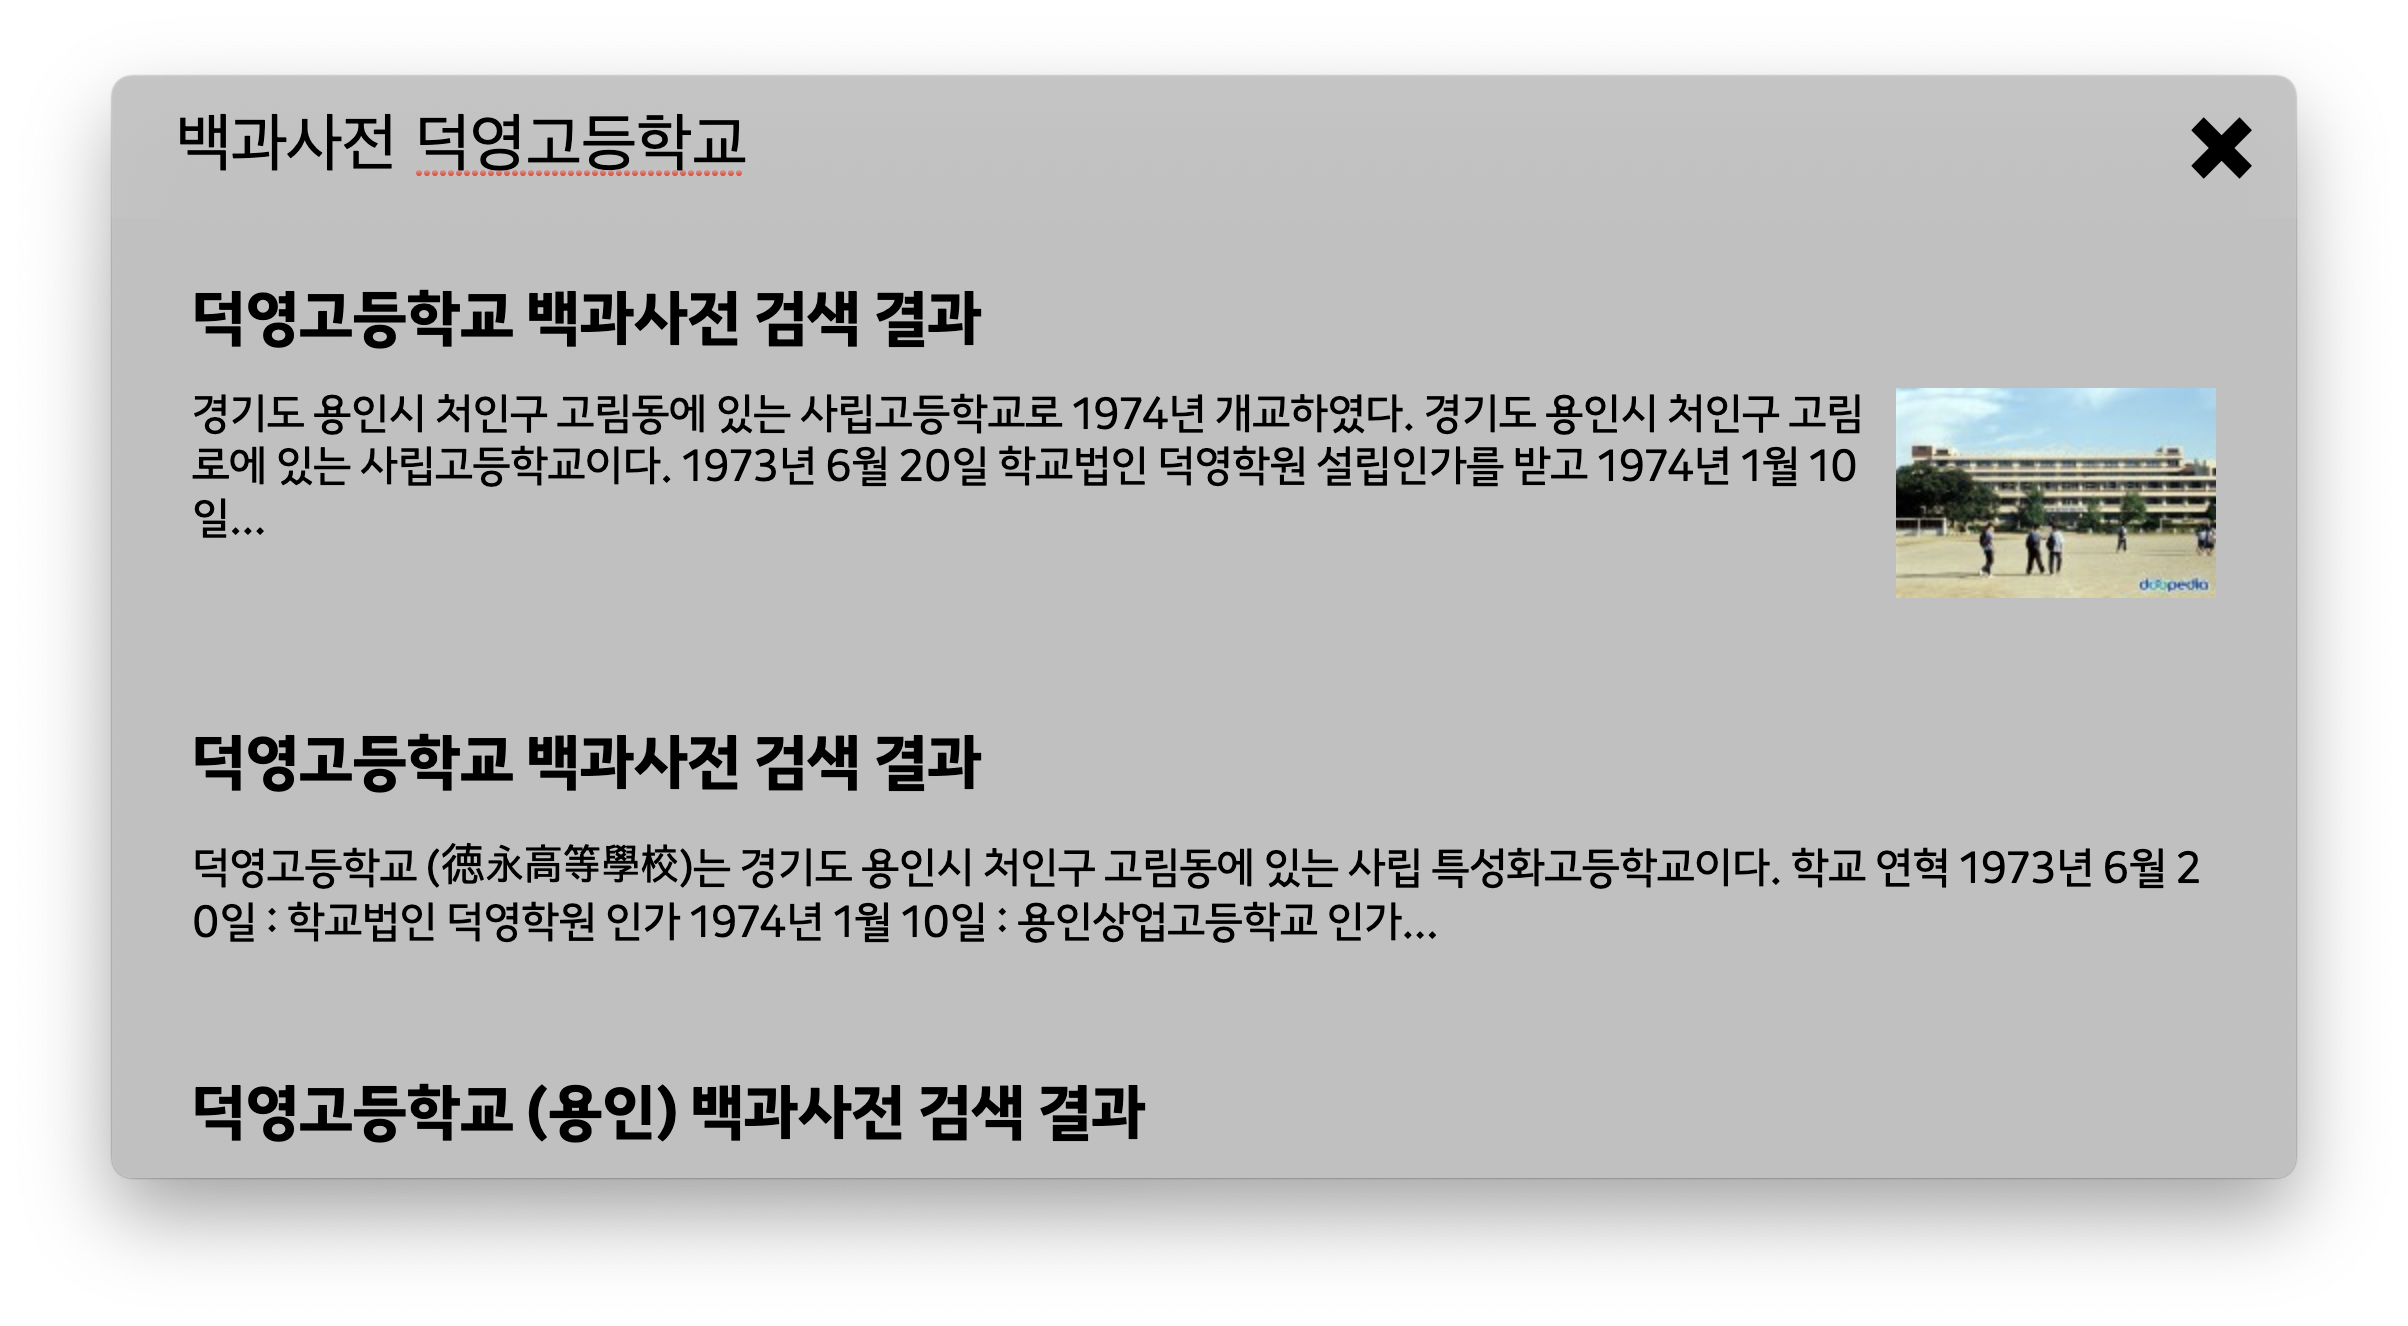 백과사전 덕영고등학교
덕영고등학교 백과사전 검색 결과
경기도 용인시 처인구 고림동에 있는 사립고등학교로 1974년 개교하였다. 경기도 용인시 처인구 고림
로에 있는 사립고등학교이다. 1973년 6월 20일 학교법인 덕영학원 설립인가를 받고 1974년 1월 10
일...
doopedia
덕영고등학교 백과사전 검색 결과
덕영고등학교 (德永高等學校)는 경기도 용인시 처인구 고림동에 있는 사립 특성화고등학교이다. 학교 연혁 1973년 6월 2
0일 : 학교법인 덕영학원 인가 1974년 1월 10일 : 용인상업고등학교 인가...
덕영고등학교 (용인) 백과사전 검색 결과